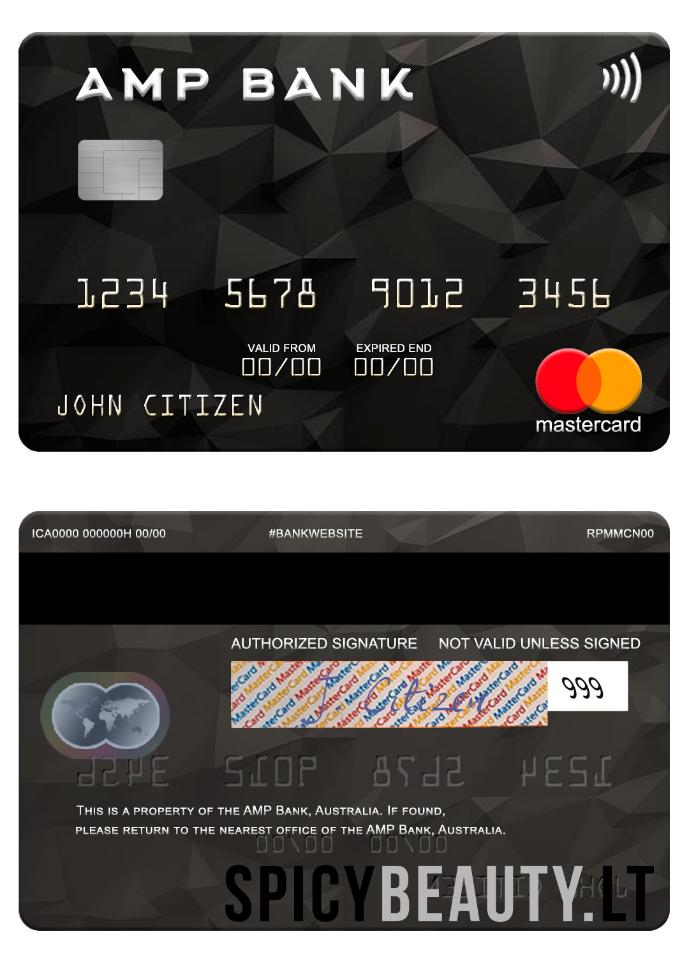 AMP BANK
1234 5678 9012 3456
VALID FROM EXPIRED END
00/00 00/00
JOHN CITIZEN
mastercard
ICA0000 000000H 00/00 #BANKWEBSITE RPMMCN00
AUTHORIZED SIGNATURE NOT VALID UNLESS SIGNED
J. Citizen 999
THIS IS A PROPERTY OF THE AMP BANK, AUSTRALIA. IF FOUND,
PLEASE RETURN TO THE NEAREST OFFICE OF THE AMP BANK, AUSTRALIA.
SPICYBEAUTY.LT